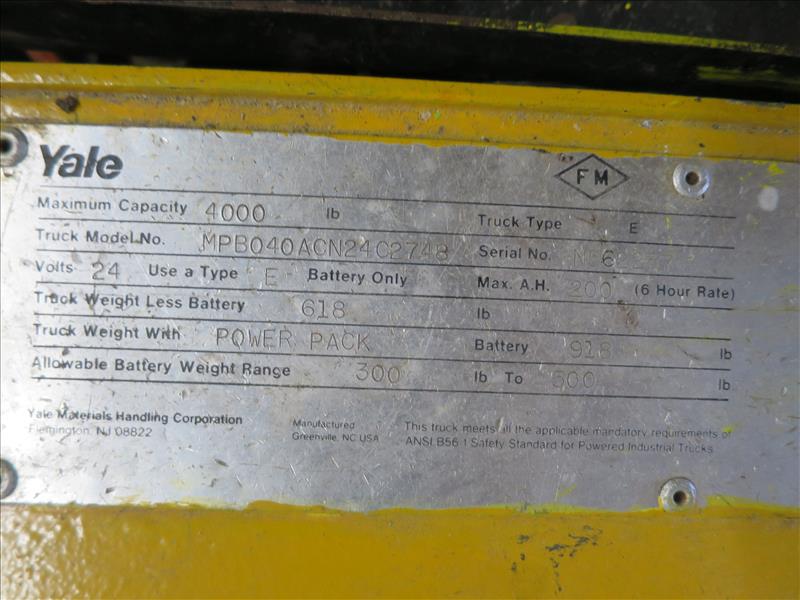 Yale
FM
Maximum Capacity 4000 lb Truck Type E
Truck Model No. MPB040ACN24C2748 Serial No. N 6
Volts 24 Use a Type E Battery Only Max. A.H. 200 (6 Hour Rate)
Truck Weight Less Battery 618 lb
Truck Weight With POWER PACK Battery 918 lb
Allowable Battery Weight Range 300 lb To 500 lb
Yale Materials Handling Corporation
Flemington, NJ 08822
Manufactured
Greenville, NC USA
This truck meets all the applicable mandatory requirements of
ANSI B56.1 Safety Standard for Powered Industrial Trucks